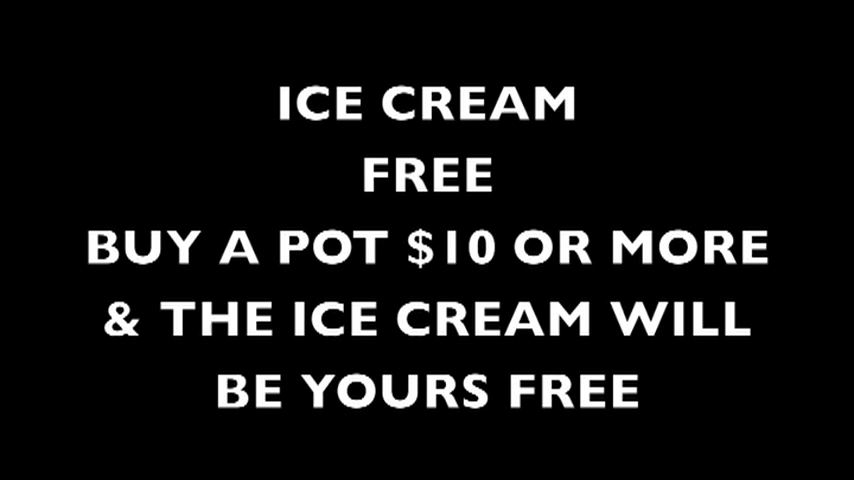 ICE CREAM
FREE
BUY A POT $10 OR MORE
& THE ICE CREAM WILL
BE YOURS FREE